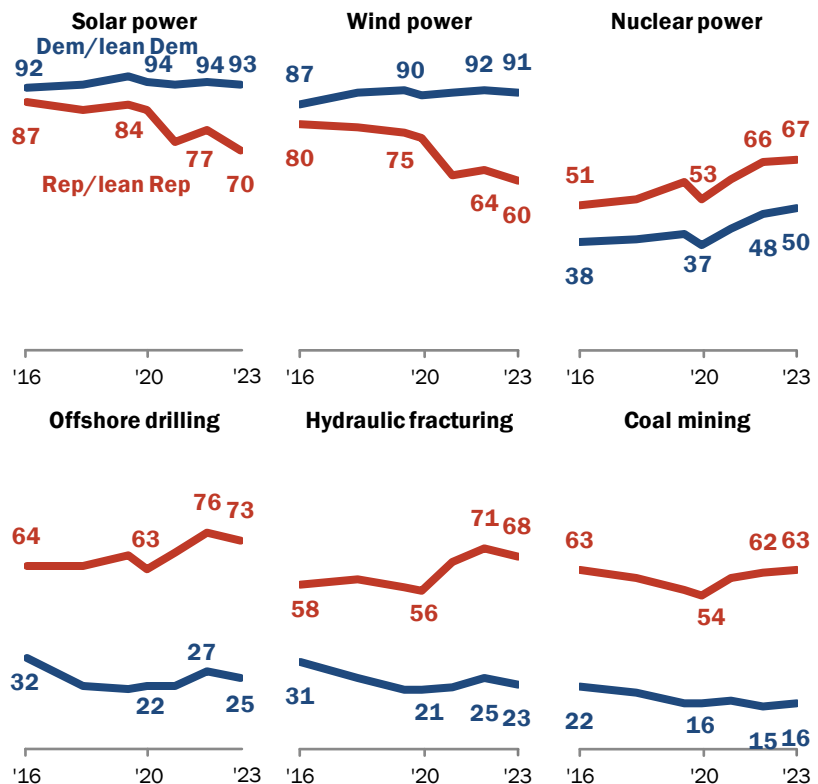 Solar power
Wind power
Nuclear power
Dem/lean Dem
92 94 94 93
87 84 77 70
Rep/lean Rep
'16 '20 '23
87 90 92 91
80 75 64 60
'16 '20 '23
51 53 66 67
38 37 48 50
'16 '20 '23
Offshore drilling
Hydraulic fracturing
Coal mining
64 63 76 73
32 22 27 25
'16 '20 '23
58 56 71 68
31 21 25 23
'16 '20 '23
63 54 62 63
22 16 15 16
'16 '20 '23